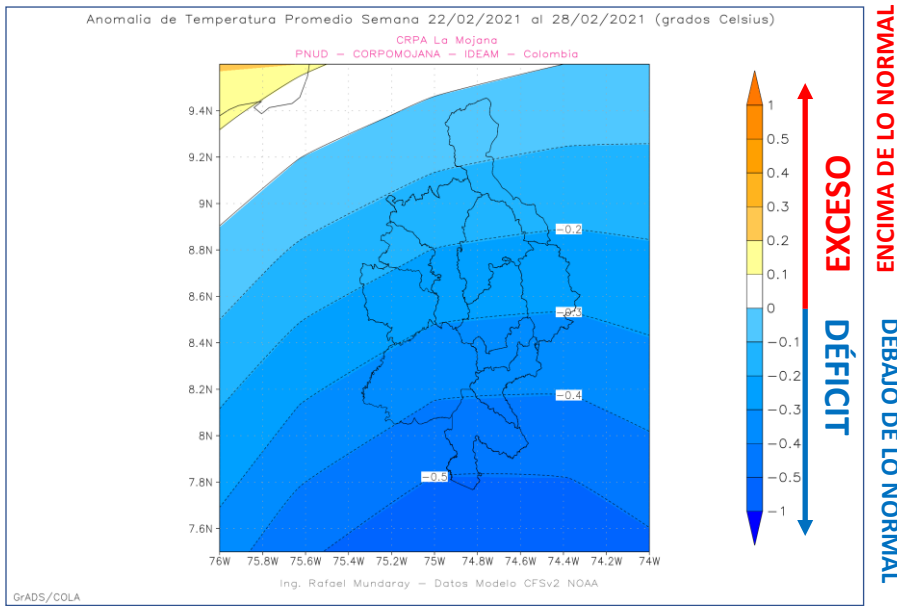 Anomalia de Temperatura Promedio Semana 22/02/2021 al 28/02/2021 (grados Celsius)
CRPA La Mojana
PNUD – CORPOMOJANA – IDEAM – Colombia
9.4N
9.2N
9N
8.8N
8.6N
8.4N
8.2N
8N
7.8N
7.6N
76W
75.8W
75.6W
75.4W
75.2W
75W
74.8W
74.6W
74.4W
74.2W
74W
-0.2
-0.3
-0.4
-0.5
1
0.5
0.4
0.3
0.2
0.1
0
-0.1
-0.2
-0.3
-0.4
-0.5
-1
EXCESO
DÉFICIT
ENCIMA DE LO NORMAL
DEBAJO DE LO NORMAL
Ing. Rafael Mundaray – Datos Modelo CFSv2 NOAA
GrADS/COLA